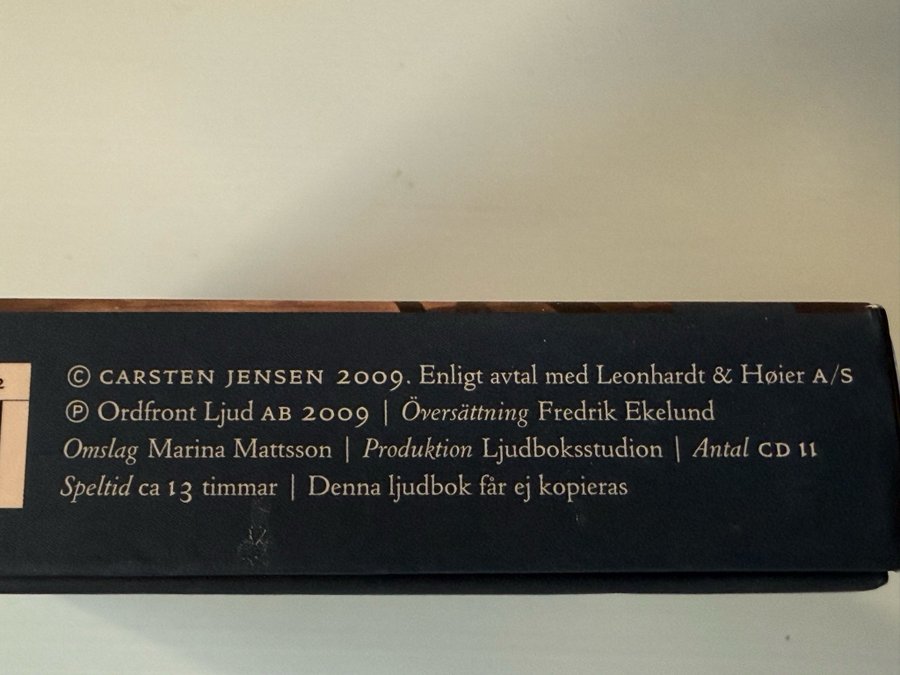 © CARSTEN JENSEN 2009. Enligt avtal med Leonhardt & Høier A/S
℗ Ordfront Ljud AB 2009 | Översättning Fredrik Ekelund
Omslag Marina Mattsson | Produktion Ljudboksstudion | Antal CD 11
Speltid ca 13 timmar | Denna ljudbok får ej kopieras